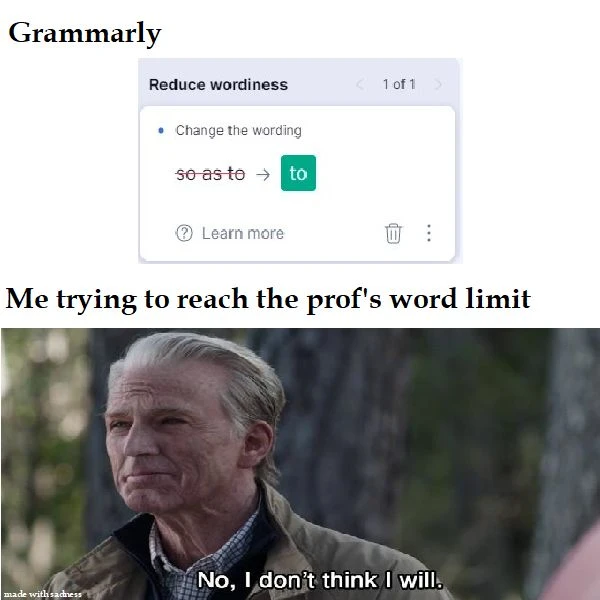 Grammarly
Reduce wordiness
1 of 1
Change the wording
so as to → to
Learn more
Me trying to reach the prof's word limit
No, I don't think I will.
made with sadness